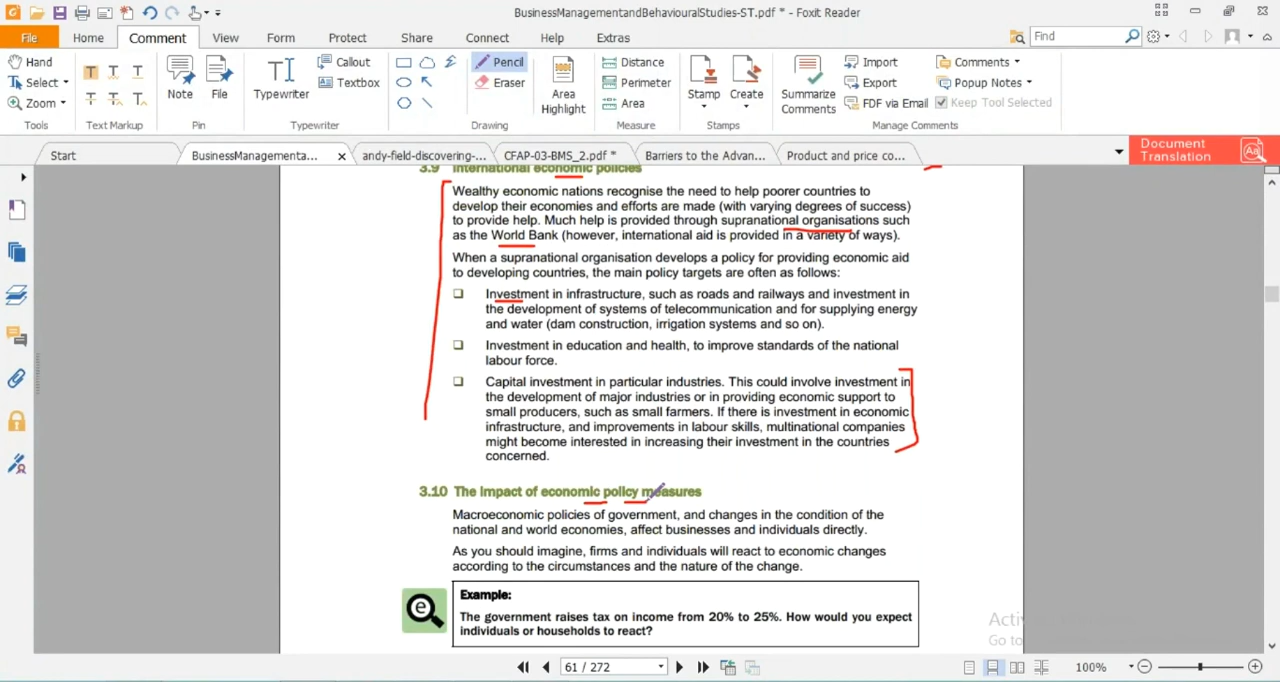 BusinessManagementandBehaviouralStudies-ST.pdf * - Foxit Reader
File Home Comment View Form Protect Share Connect Help Extras Find
Hand
Select
Zoom
Tools
Text Markup
Note
File
Pin
Typewriter
Callout
Textbox
Typewriter
Pencil
Eraser
Area Highlight
Drawing
Distance
Perimeter
Area
Measure
Stamp
Create
Stamps
Summarize Comments
Import
Export
FDF via Email
Comments
Popup Notes
Keep Tool Selected
Manage Comments
Start BusinessManagementa... andy-field-discovering-... CFAP-03-BMS_2.pdf * Barriers to the Advan... Product and price co...
Document Translation
3.9 International economic policies
Wealthy economic nations recognise the need to help poorer countries to
develop their economies and efforts are made (with varying degrees of success)
to provide help. Much help is provided through supranational organisations such
as the World Bank (however, international aid is provided in a variety of ways).
When a supranational organisation develops a policy for providing economic aid
to developing countries, the main policy targets are often as follows:
Investment in infrastructure, such as roads and railways and investment in
the development of systems of telecommunication and for supplying energy
and water (dam construction, irrigation systems and so on).
Investment in education and health, to improve standards of the national
labour force.
Capital investment in particular industries. This could involve investment in
the development of major industries or in providing economic support to
small producers, such as small farmers. If there is investment in economic
infrastructure, and improvements in labour skills, multinational companies
might become interested in increasing their investment in the countries
concerned.
3.10 The impact of economic policy measures
Macroeconomic policies of government, and changes in the condition of the
national and world economies, affect businesses and individuals directly.
As you should imagine, firms and individuals will react to economic changes
according to the circumstances and the nature of the change.
Example:
The government raises tax on income from 20% to 25%. How would you expect
individuals or households to react?
61 / 272
100%
Go to